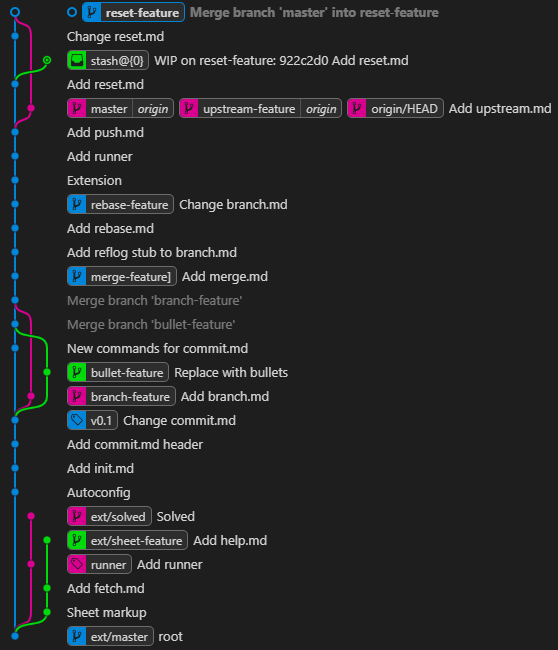 reset-feature Merge branch 'master' into reset-feature
Change reset.md
stash@{0} WIP on reset-feature: 922c2d0 Add reset.md
Add reset.md
master origin upstream-feature origin origin/HEAD Add upstream.md
Add push.md
Add runner
Extension
rebase-feature Change branch.md
Add rebase.md
Add reflog stub to branch.md
merge-feature] Add merge.md
Merge branch 'branch-feature'
Merge branch 'bullet-feature'
New commands for commit.md
bullet-feature Replace with bullets
branch-feature Add branch.md
v0.1 Change commit.md
Add commit.md header
Add init.md
Autoconfig
ext/solved Solved
ext/sheet-feature Add help.md
runner Add runner
Add fetch.md
Sheet markup
ext/master root